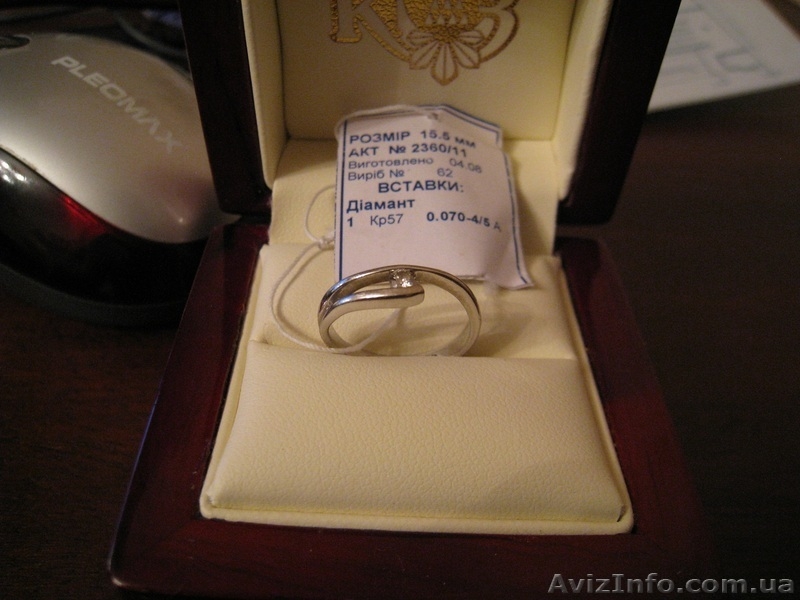 PLEOMAX
РОЗМІР 15.5 мм
АКТ № 2360/11
Виготовлено 04.08
Виріб № 62
ВСТАВКИ:
Діамант
1 Кр57 0.070-4/5 А
AvizInfo.com.ua